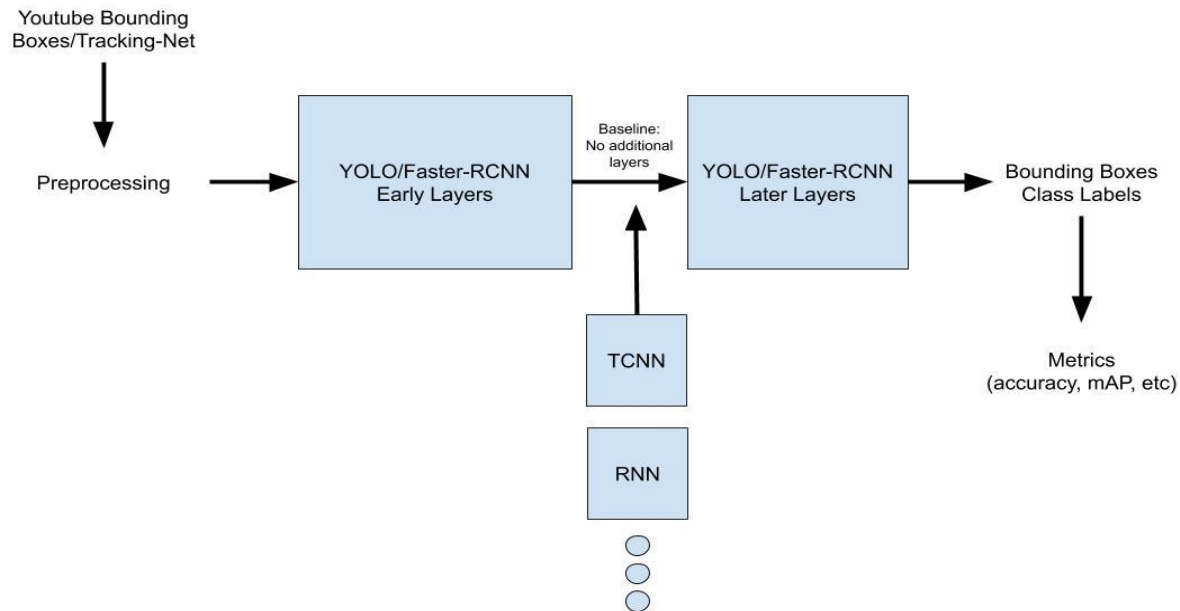 Youtube Bounding
Boxes/Tracking-Net
Preprocessing
YOLO/Faster-RCNN
Early Layers
Baseline:
No additional
layers
YOLO/Faster-RCNN
Later Layers
Bounding Boxes
Class Labels
TCNN
RNN
Metrics
(accuracy, mAP, etc)